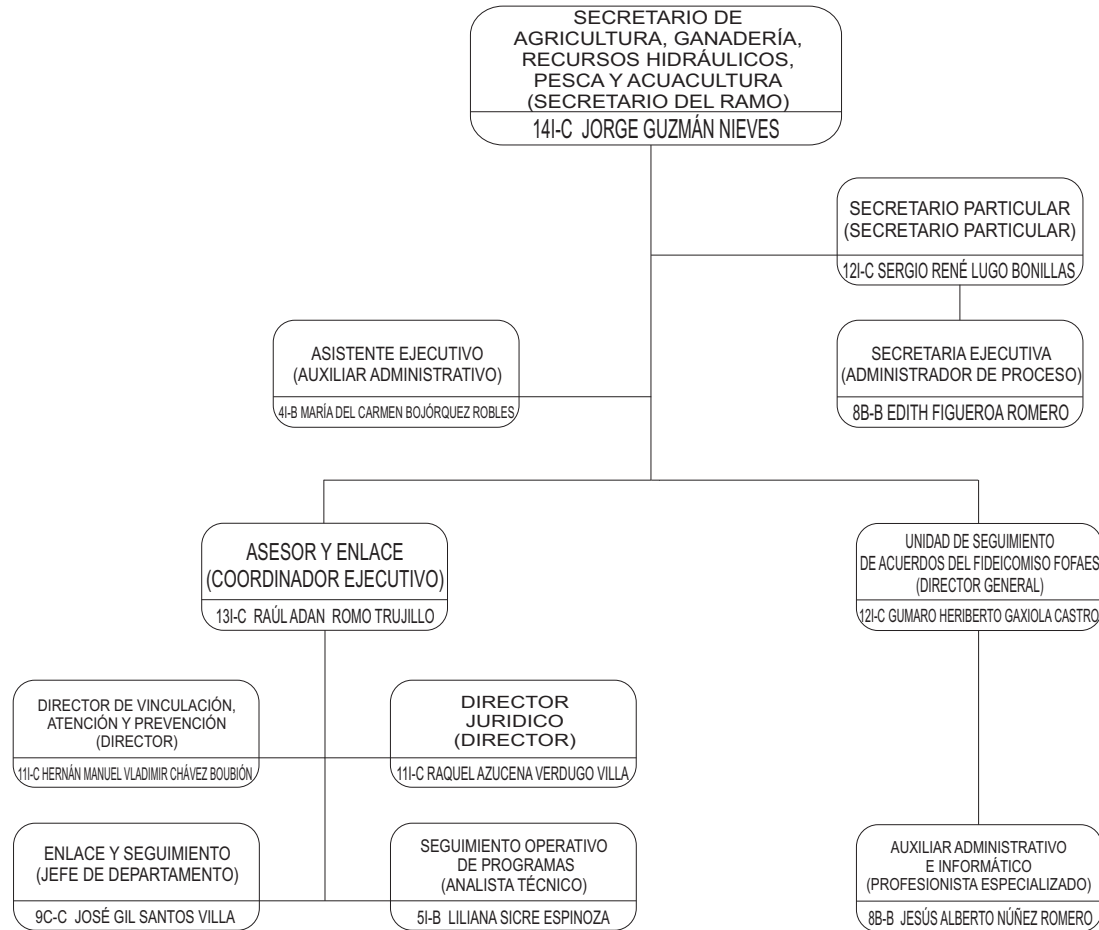 SECRETARIO DE
AGRICULTURA, GANADERÍA,
RECURSOS HIDRÁULICOS,
PESCA Y ACUACULTURA
(SECRETARIO DEL RAMO)
14I-C JORGE GUZMÁN NIEVES
SECRETARIO PARTICULAR
(SECRETARIO PARTICULAR)
12I-C SERGIO RENÉ LUGO BONILLAS
ASISTENTE EJECUTIVO
(AUXILIAR ADMINISTRATIVO)
4I-B MARÍA DEL CARMEN BOJÓRQUEZ ROBLES
SECRETARIA EJECUTIVA
(ADMINISTRADOR DE PROCESO)
8B-B EDITH FIGUEROA ROMERO
ASESOR Y ENLACE
(COORDINADOR EJECUTIVO)
13I-C RAÚL ADAN ROMO TRUJILLO
UNIDAD DE SEGUIMIENTO
DE ACUERDOS DEL FIDEICOMISO FOFAES
(DIRECTOR GENERAL)
12I-C GUMARO HERIBERTO GAXIOLA CASTRO
DIRECTOR DE VINCULACIÓN,
ATENCIÓN Y PREVENCIÓN
(DIRECTOR)
11I-C HERNÁN MANUEL VLADIMIR CHÁVEZ BOUBIÓN
DIRECTOR
JURIDICO
(DIRECTOR)
11I-C RAQUEL AZUCENA VERDUGO VILLA
ENLACE Y SEGUIMIENTO
(JEFE DE DEPARTAMENTO)
9C-C JOSÉ GIL SANTOS VILLA
SEGUIMIENTO OPERATIVO
DE PROGRAMAS
(ANALISTA TÉCNICO)
5I-B LILIANA SICRE ESPINOZA
AUXILIAR ADMINISTRATIVO
E INFORMÁTICO
(PROFESIONISTA ESPECIALIZADO)
8B-B JESÚS ALBERTO NÚÑEZ ROMERO